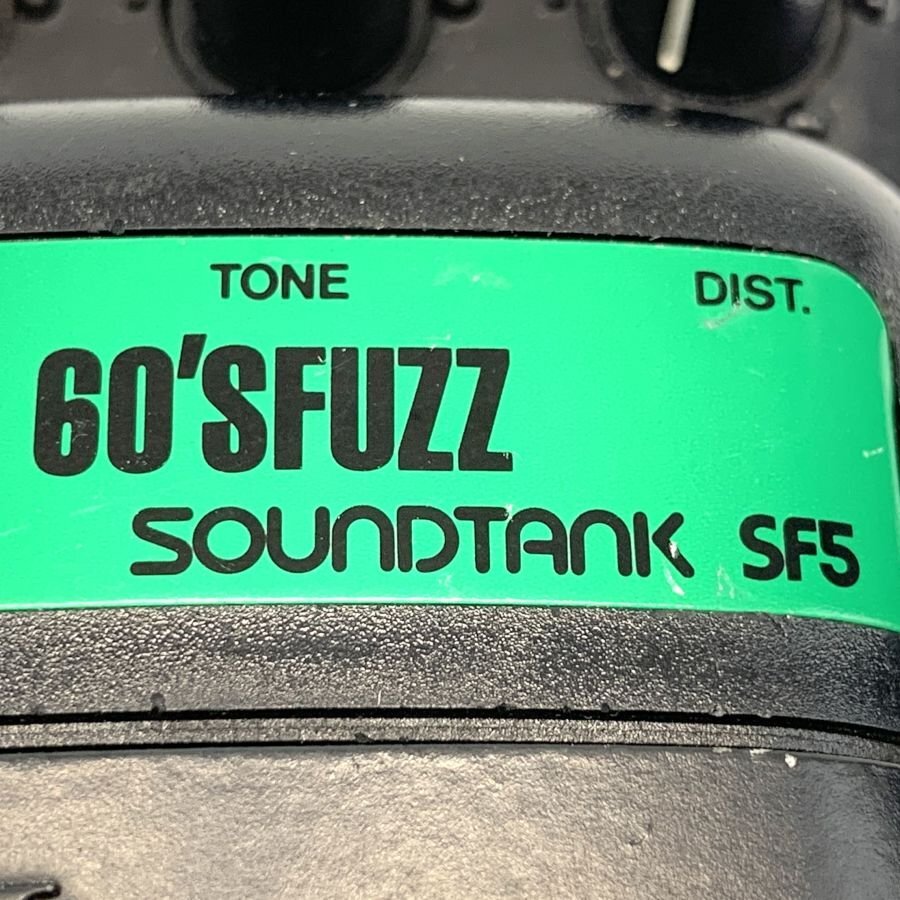 TONE DIST.
60'SFUZZ
SOUNDTANK SF5